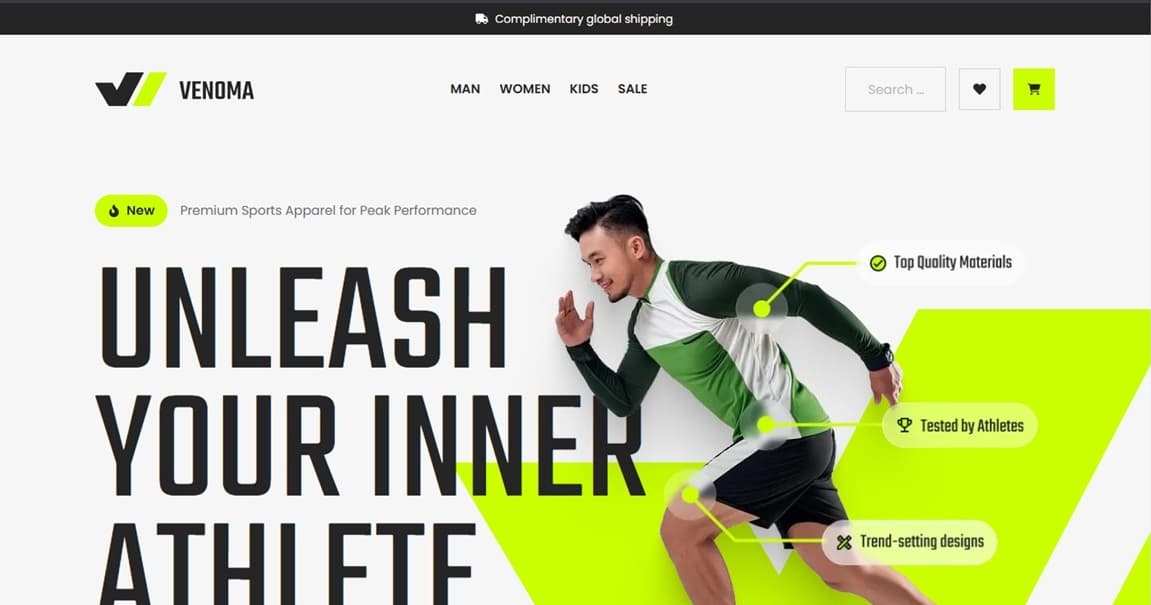 Complimentary global shipping
VENOMA
MAN WOMEN KIDS SALE
Search ...
New Premium Sports Apparel for Peak Performance
UNLEASH
YOUR INNER
ATHLETE
Top Quality Materials
Tested by Athletes
Trend-setting designs